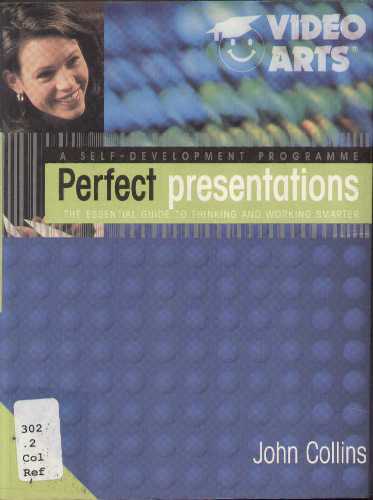 VIDEO
ARTS®
A SELF-DEVELOPMENT PROGRAMME
Perfect presentations
THE ESSENTIAL GUIDE TO THINKING AND WORKING SMARTER
John Collins
302
.2
Col
Ref